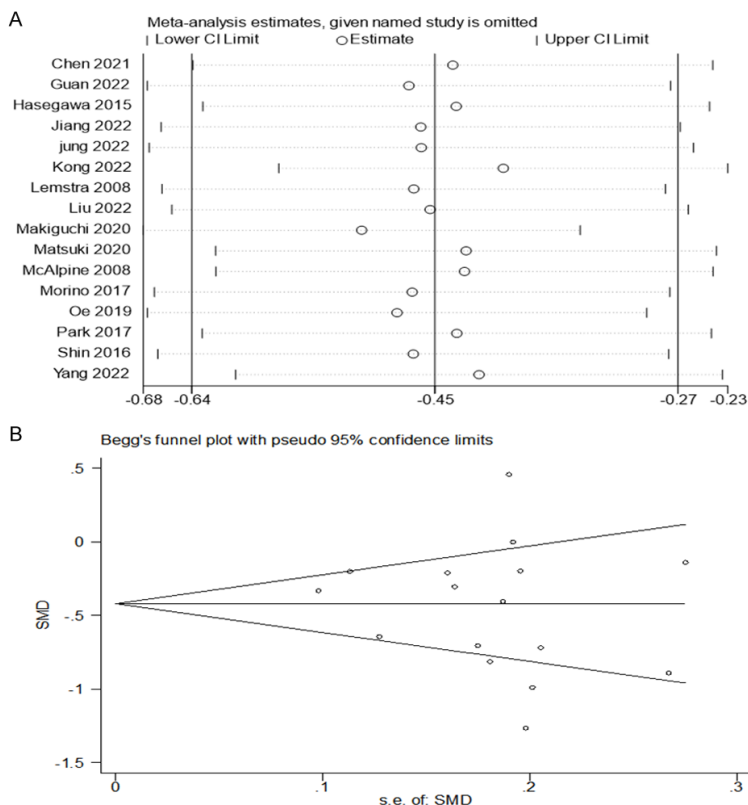 A
Meta-analysis estimates, given named study is omitted
Lower CI Limit Estimate Upper CI Limit
Chen 2021
Guan 2022
Hasegawa 2015
Jiang 2022
jung 2022
Kong 2022
Lemstra 2008
Liu 2022
Makiguchi 2020
Matsuki 2020
McAlpine 2008
Morino 2017
Oe 2019
Park 2017
Shin 2016
Yang 2022
-0.68 -0.64 -0.45 -0.27 -0.23
B
Begg's funnel plot with pseudo 95% confidence limits
.5
0
-.5
-1
-1.5
SMD
0 .1 .2 .3
s.e. of: SMD